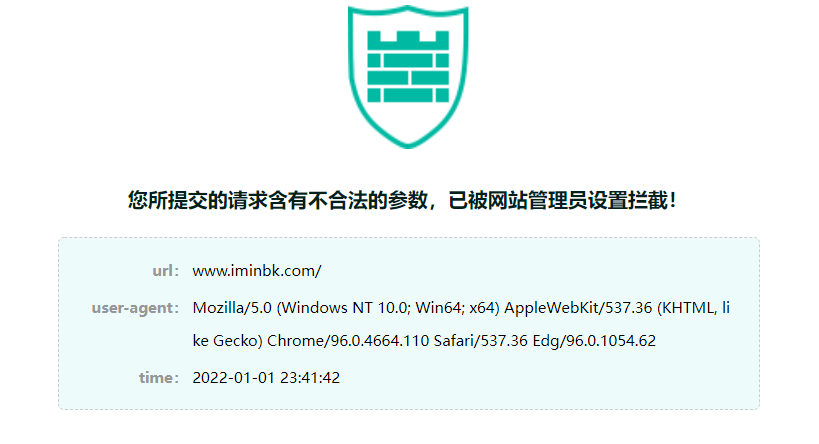 您所提交的请求含有不合法的参数，已被网站管理员设置拦截！
url： www.iminbk.com/
user-agent： Mozilla/5.0 (Windows NT 10.0; Win64; x64) AppleWebKit/537.36 (KHTML, li
ke Gecko) Chrome/96.0.4664.110 Safari/537.36 Edg/96.0.1054.62
time： 2022-01-01 23:41:42